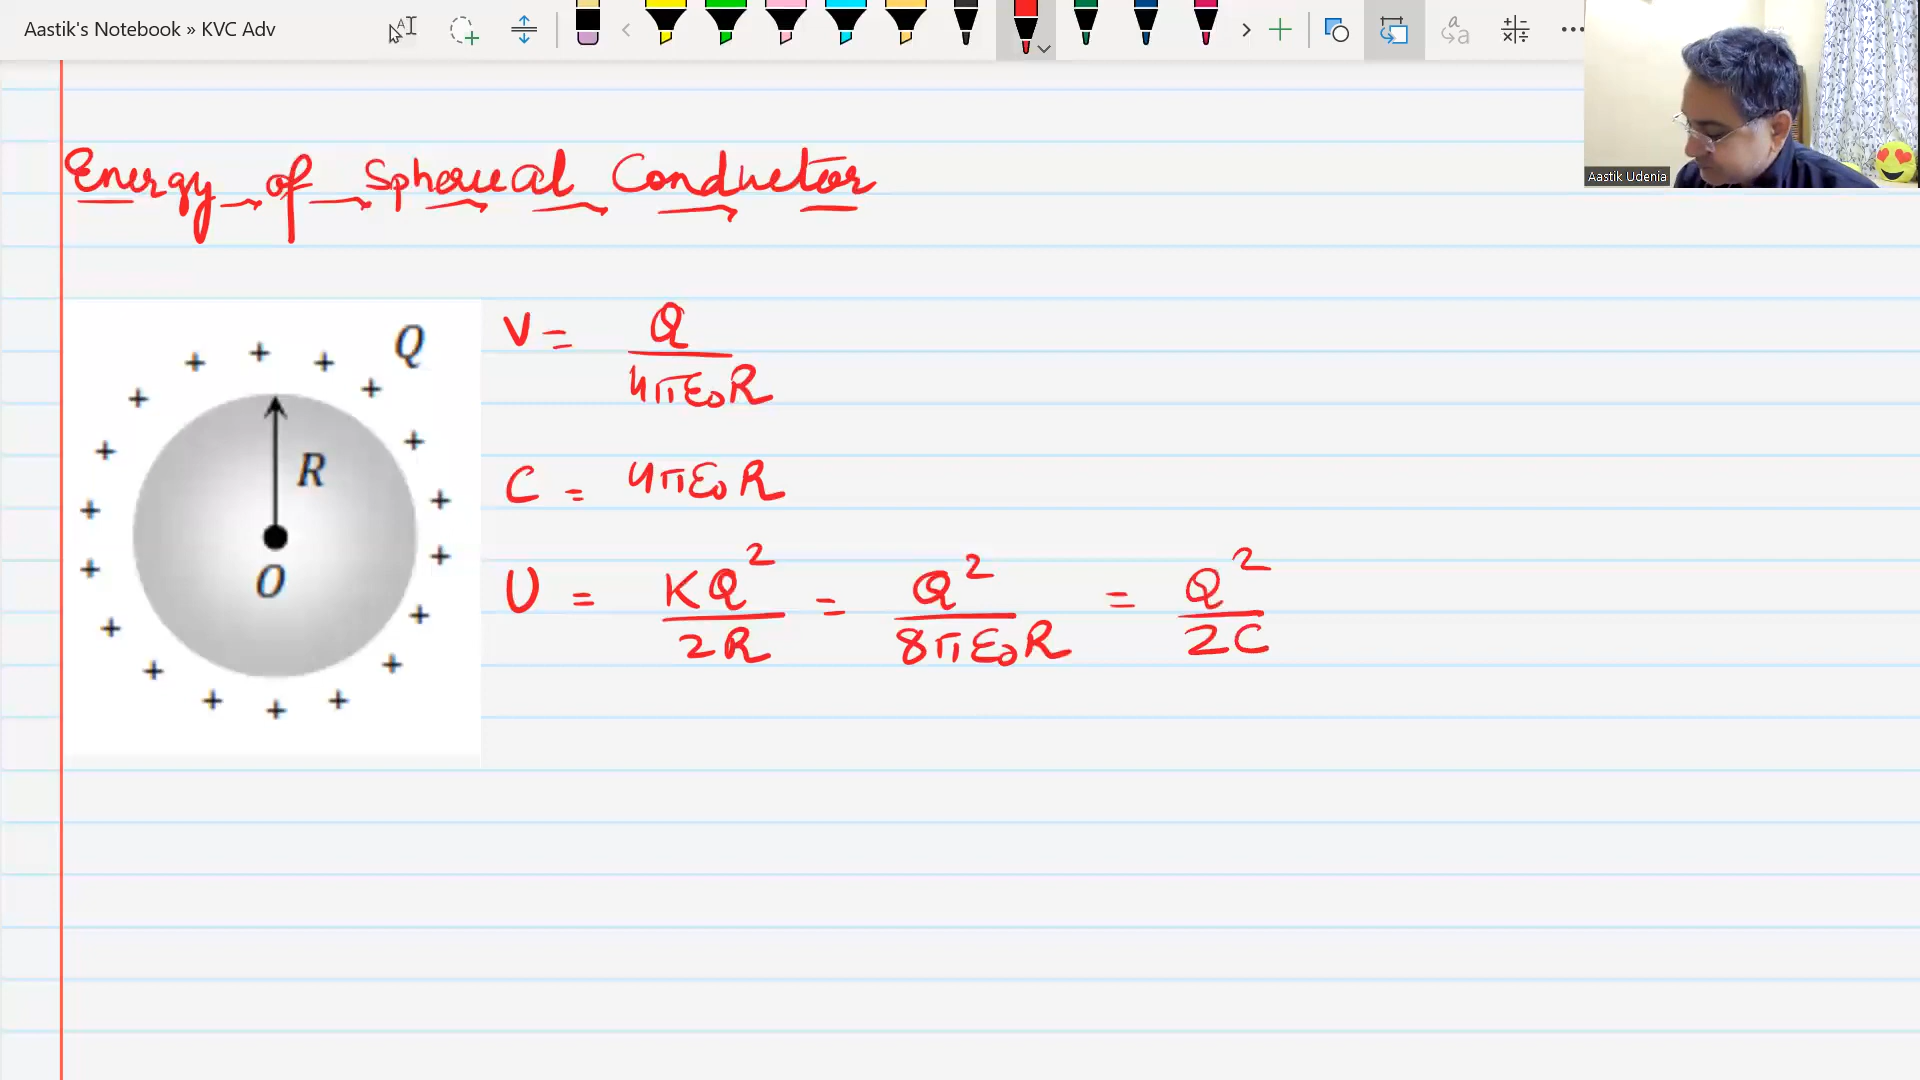 Aastik's Notebook » KVC Adv
Aastik Udenia
Energy of Spherical Conductor
Q
R
O
V = Q / 4πε₀R
C = 4πε₀R
U = KQ² / 2R = Q² / 8πε₀R = Q² / 2C